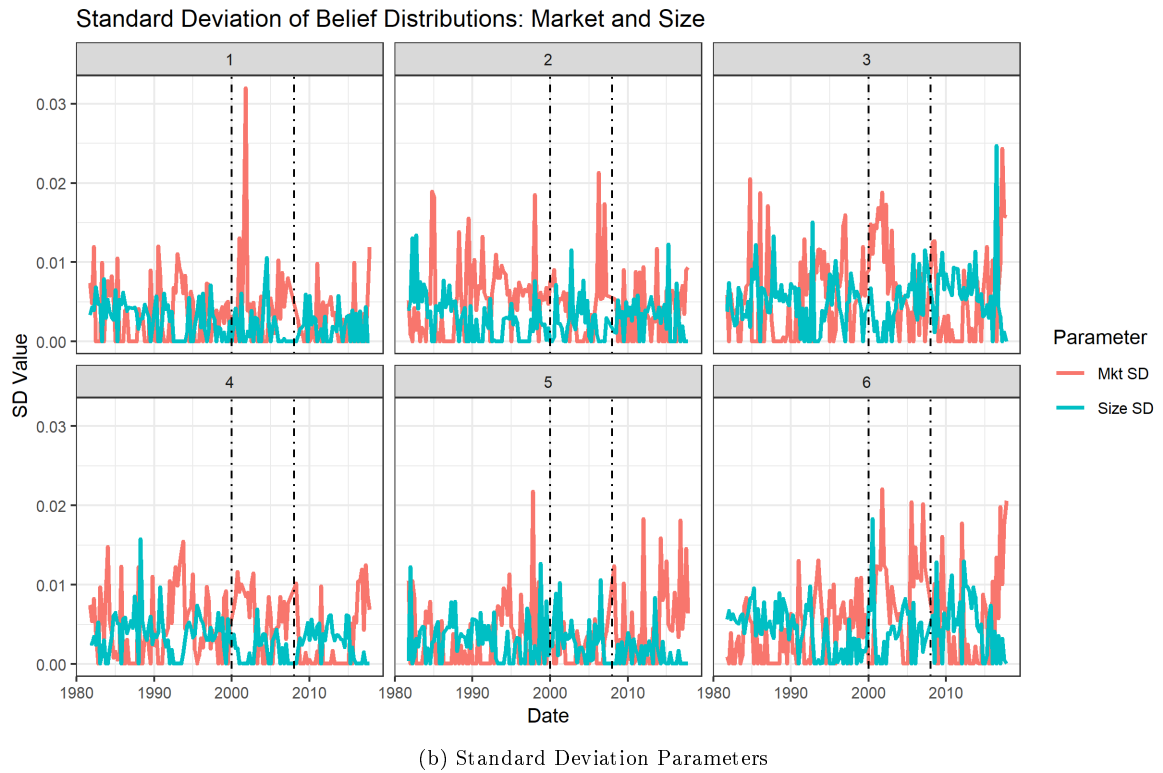 Standard Deviation of Belief Distributions: Market and Size
1 2 3
0.03
0.02
0.01
0.00
4 5 6
0.03
0.02
0.01
0.00
1980 1990 2000 2010 1980 1990 2000 2010 1980 1990 2000 2010
SD Value
Date
Parameter
Mkt SD
Size SD
(b) Standard Deviation Parameters